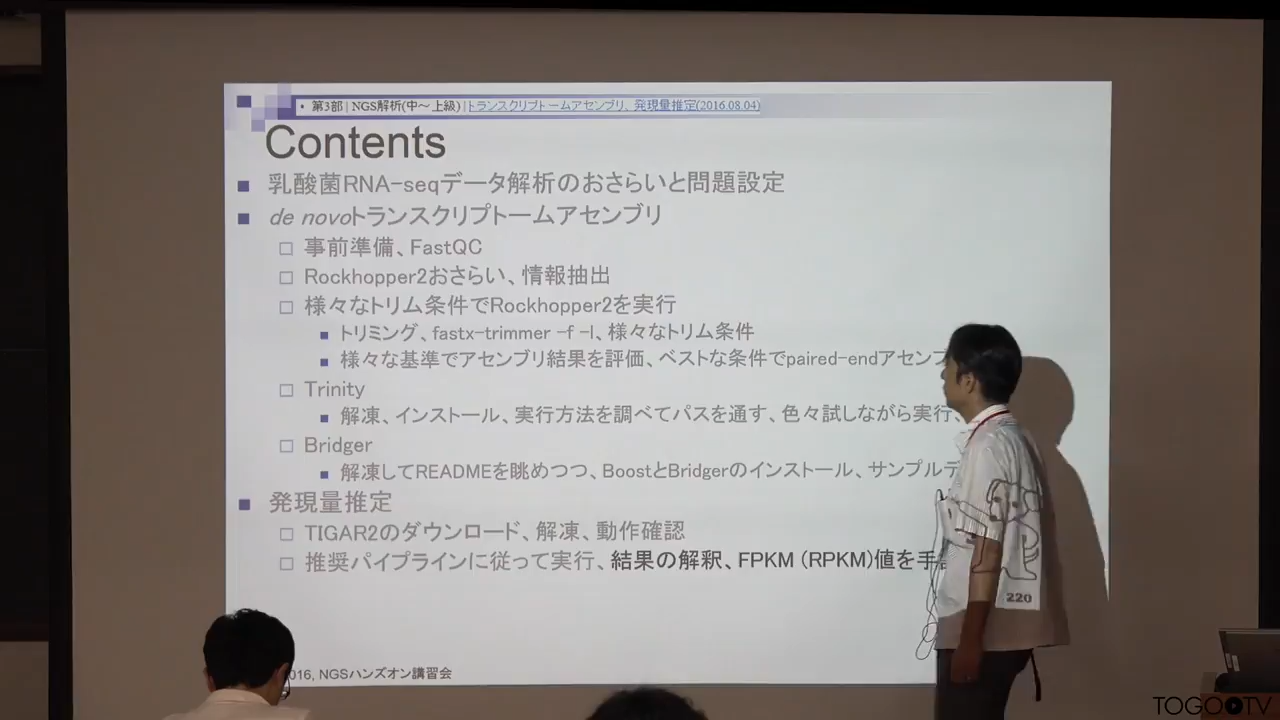 • 第3部 | NGS解析(中～上級) | トランスクリプトームアセンブリ、発現量推定(2016.08.04)
Contents
乳酸菌RNA-seqデータ解析のおさらいと問題設定
de novoトランスクリプトームアセンブリ
事前準備、FastQC
Rockhopper2おさらい、情報抽出
様々なトリム条件でRockhopper2を実行
トリミング、fastx-trimmer -f -l、様々なトリム条件
様々な基準でアセンブリ結果を評価、ベストな条件でpaired-endアセンブ
Trinity
解凍、インストール、実行方法を調べてパスを通す、色々試しながら実行、
Bridger
解凍してREADMEを眺めつつ、BoostとBridgerのインストール、サンプルデ
発現量推定
TIGAR2のダウンロード、解凍、動作確認
推奨パイプラインに従って実行、結果の解釈、FPKM (RPKM)値を手
220
016, NGSハンズオン講習会
TOGOTV